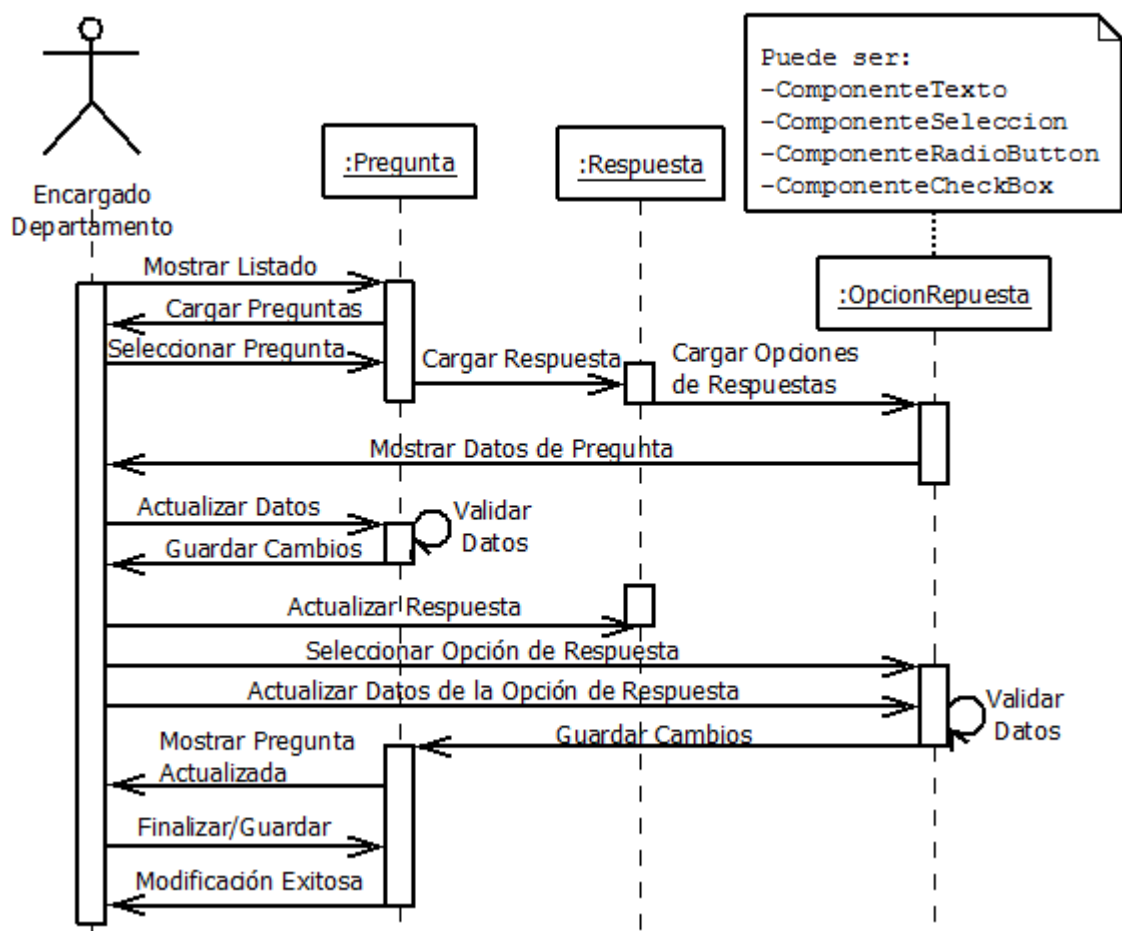 Puede ser:
-ComponenteTexto
-ComponenteSeleccion
-ComponenteRadioButton
-ComponenteCheckBox
:Pregunta
:Respuesta
Encargado
Departamento
:OpcionRepuesta
Mostrar Listado
Cargar Preguntas
Seleccionar Pregunta
Cargar Respuesta
Cargar Opciones
de Respuestas
Mostrar Datos de Pregunta
Actualizar Datos
Validar
Datos
Guardar Cambios
Actualizar Respuesta
Seleccionar Opción de Respuesta
Actualizar Datos de la Opción de Respuesta
Validar
Datos
Guardar Cambios
Mostrar Pregunta
Actualizada
Finalizar/Guardar
Modificación Exitosa